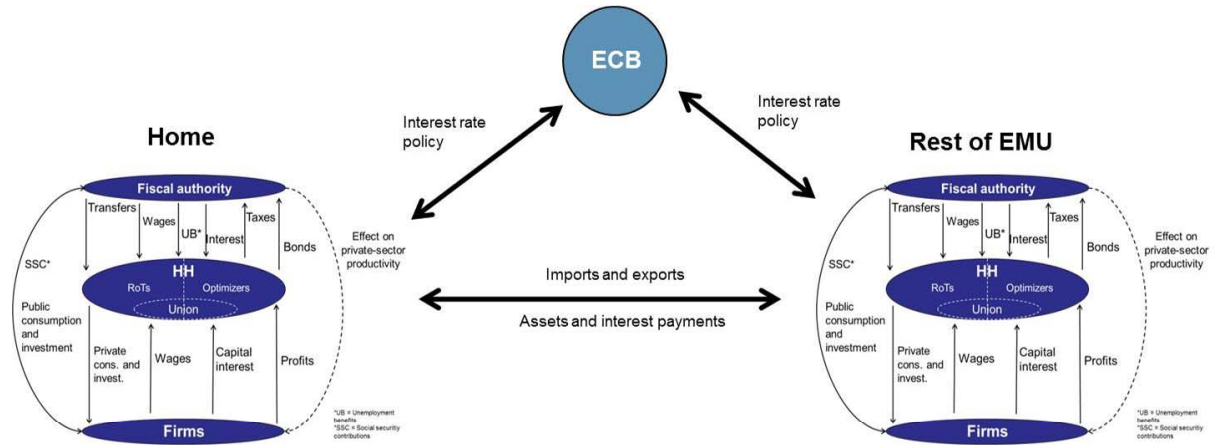 ECB
Interest rate
policy
Interest rate
policy
Home
Fiscal authority
Transfers
Wages
UB*
Interest
Taxes
Bonds
SSC*
Effect on
private-sector
productivity
HH
RoTs
Optimizers
Union
Public
consumption
and
investment
Private
cons. and
invest.
Wages
Capital
interest
Profits
Firms
*UB = Unemployment
benefits
*SSC = Social security
contributions
Imports and exports
Assets and interest payments
Rest of EMU
Fiscal authority
Transfers
Wages
UB*
Interest
Taxes
Bonds
SSC*
Effect on
private-sector
productivity
HH
RoTs
Optimizers
Union
Public
consumption
and
investment
Private
cons. and
invest.
Wages
Capital
interest
Profits
Firms
*UB = Unemployment
benefits
*SSC = Social security
contributions